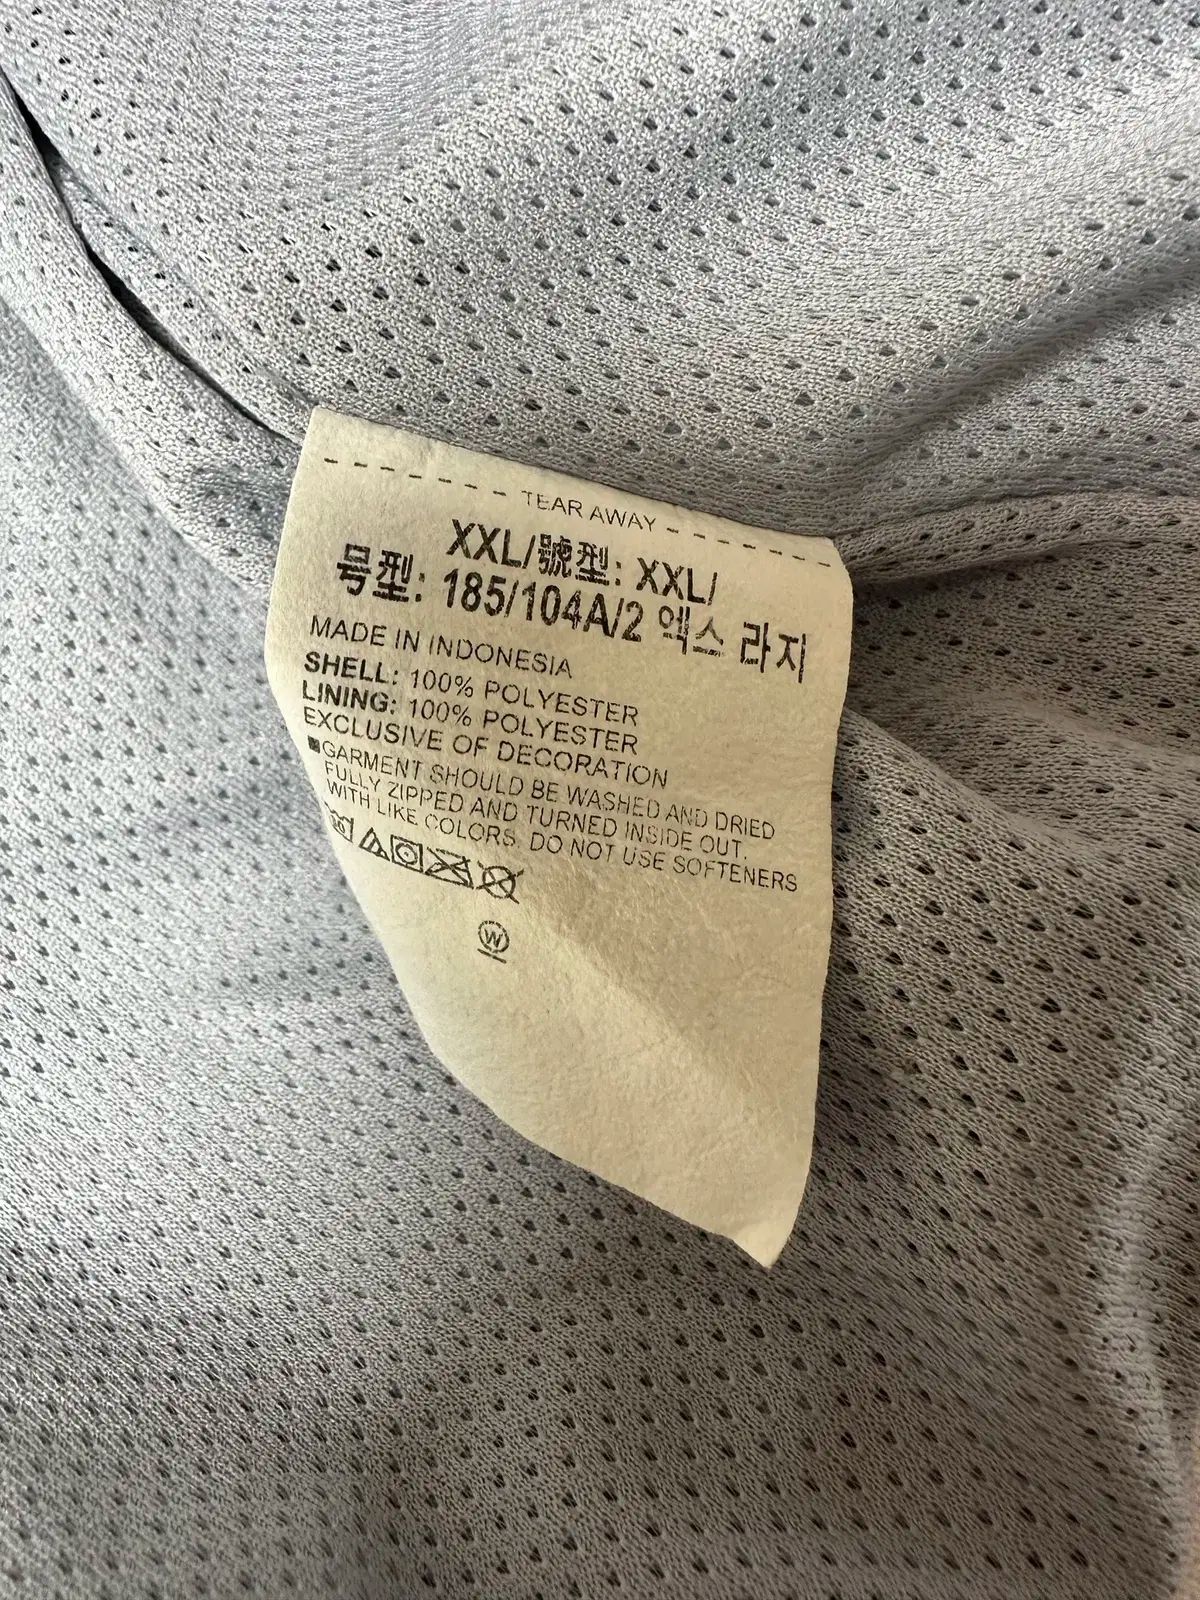 TEAR AWAY
XXL/號型: XXL/
号型: 185/104A/2 엑스 라지
MADE IN INDONESIA
SHELL: 100% POLYESTER
LINING: 100% POLYESTER
EXCLUSIVE OF DECORATION
■GARMENT SHOULD BE WASHED AND DRIED
FULLY ZIPPED AND TURNED INSIDE OUT.
WITH LIKE COLORS. DO NOT USE SOFTENERS
W